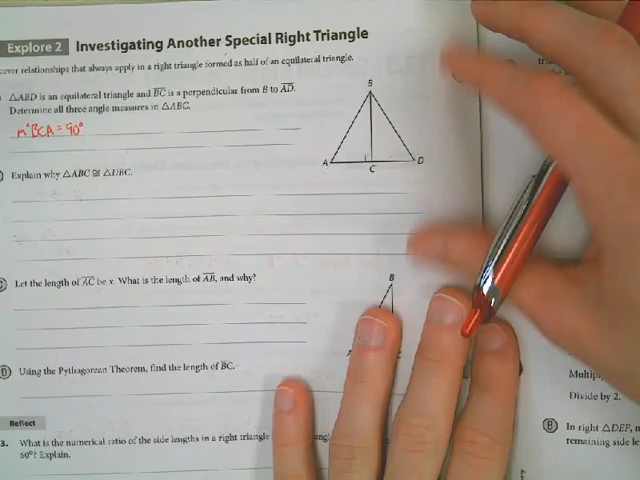 Explore 2 Investigating Another Special Right Triangle
cover relationships that always apply in a right triangle formed as half of an equilateral triangle.
△ABD is an equilateral triangle and BC is a perpendicular from B to AD.
Determine all three angle measures in △ABC.
m∠BCA = 90°
B
A
C
D
Explain why △ABC ≅ △DBC.
Let the length of AC be x. What is the length of AB, and why?
B
D Using the Pythagorean Theorem, find the length of BC.
Reflect
3. What is the numerical ratio of the side lengths in a right triangle
60°? Explain.
Divide by 2.
B In right △DEF,
remaining side